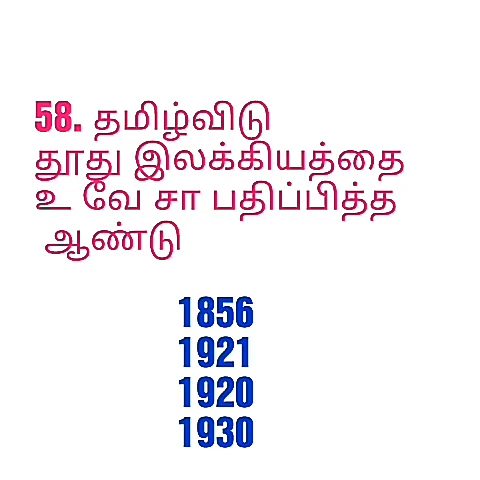 58. தமிழ்விடு
தூது இலக்கியத்தை
உ வே சா பதிப்பித்த
ஆண்டு
1856
1921
1920
1930